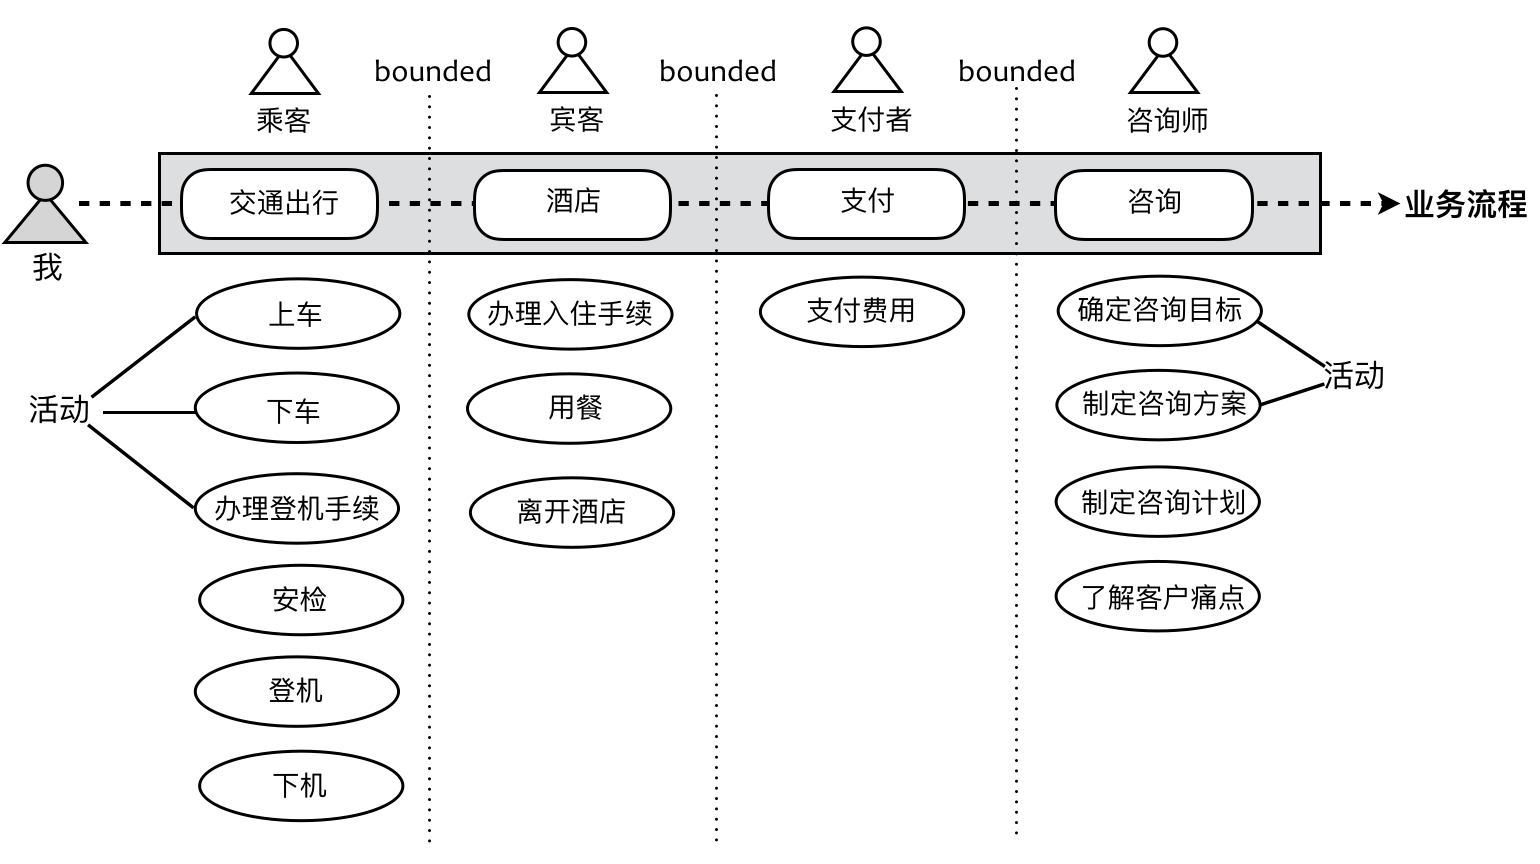 bounded
bounded
bounded
乘客
宾客
支付者
咨询师
我
交通出行
酒店
支付
咨询
业务流程
上车
下车
办理登机手续
安检
登机
下机
活动
办理入住手续
用餐
离开酒店
支付费用
确定咨询目标
制定咨询方案
制定咨询计划
了解客户痛点
活动